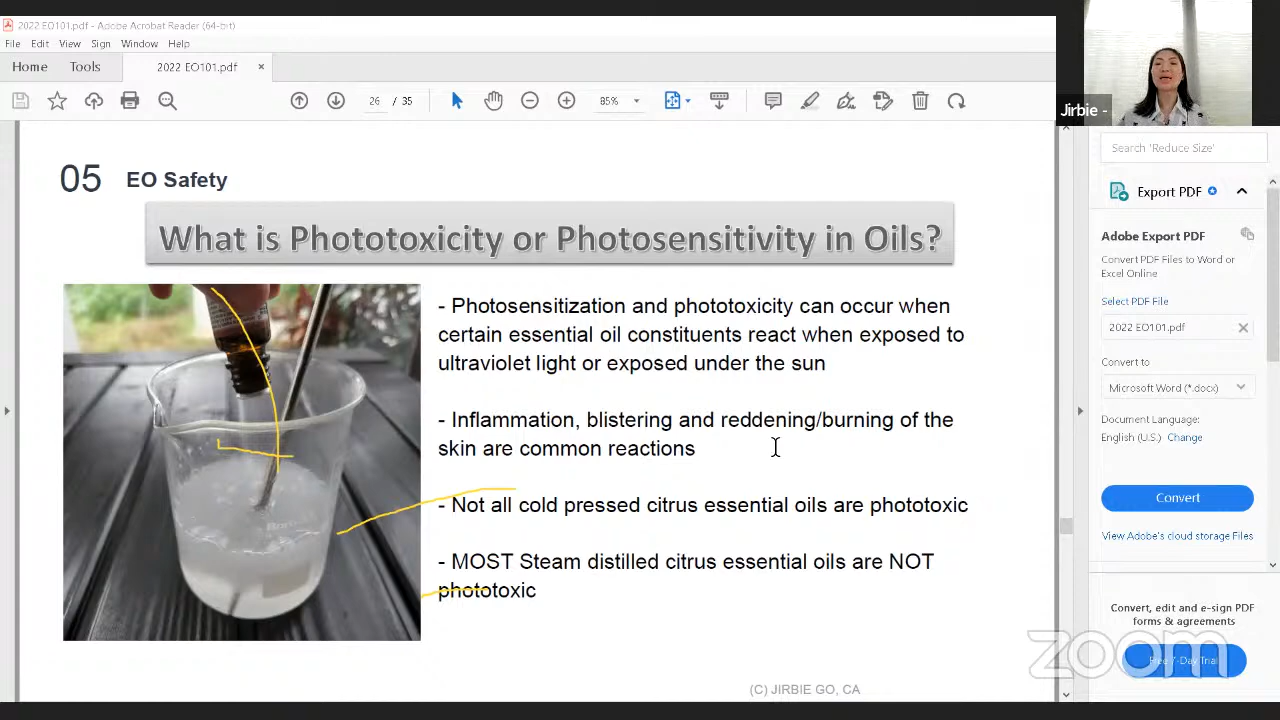 2022 EO101.pdf - Adobe Acrobat Reader (64-bit)
File Edit View Sign Window Help
Home Tools 2022 EO101.pdf ×
26 / 35 85%
Jirbie -
05 EO Safety
What is Phototoxicity or Photosensitivity in Oils?
- Photosensitization and phototoxicity can occur when
certain essential oil constituents react when exposed to
ultraviolet light or exposed under the sun
- Inflammation, blistering and reddening/burning of the
skin are common reactions
- Not all cold pressed citrus essential oils are phototoxic
- MOST Steam distilled citrus essential oils are NOT
phototoxic
(C) JIRBIE GO, CA
Search 'Reduce Size'
Export PDF
Adobe Export PDF
Convert PDF Files to Word or
Excel Online
Select PDF File
2022 EO101.pdf
Convert to
Microsoft Word (*.docx)
Document Language:
English (U.S.) Change
Convert
View Adobe's cloud storage Files
Convert, edit and e-sign PDF
forms & agreements
Free 7-Day Trial
zoom